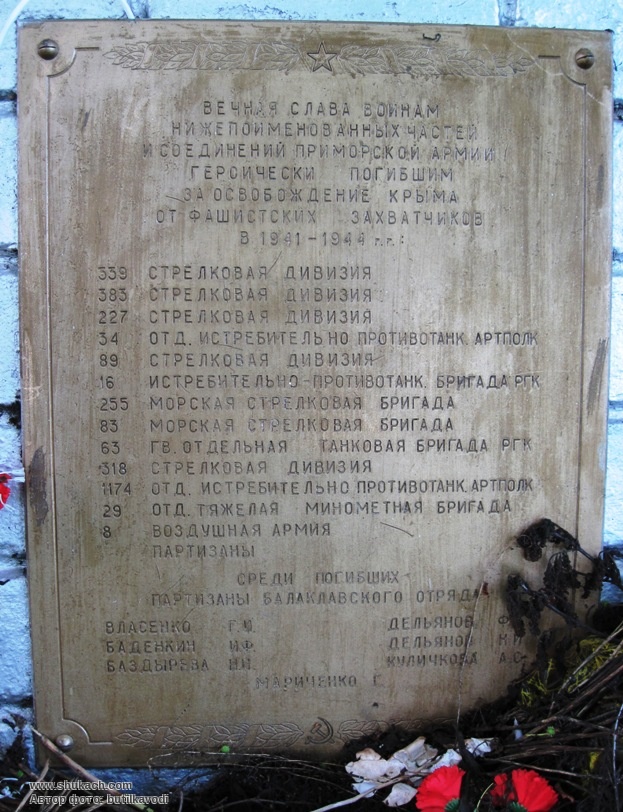 ВЕЧНАЯ СЛАВА ВОИНАМ
НИЖЕПОИМЕНОВАННЫХ ЧАСТЕЙ
И СОЕДИНЕНИЙ ПРИМОРСКОЙ АРМИИ
ГЕРОИЧЕСКИ ПОГИБШИМ
ЗА ОСВОБОЖДЕНИЕ КРЫМА
ОТ ФАШИСТСКИХ ЗАХВАТЧИКОВ
В 1941-1944 г.г.:
339 СТРЕЛКОВАЯ ДИВИЗИЯ
383 СТРЕЛКОВАЯ ДИВИЗИЯ
227 СТРЕЛКОВАЯ ДИВИЗИЯ
34 ОТД. ИСТРЕБИТЕЛЬНО ПРОТИВОТАНК. АРТПОЛК
89 СТРЕЛКОВАЯ ДИВИЗИЯ
16 ИСТРЕБИТЕЛЬНО-ПРОТИВОТАНК. БРИГАДА РГК
255 МОРСКАЯ СТРЕЛКОВАЯ БРИГАДА
83 МОРСКАЯ СТРЕЛКОВАЯ БРИГАДА
63 ГВ. ОТДЕЛЬНАЯ ТАНКОВАЯ БРИГАДА РГК
318 СТРЕЛКОВАЯ ДИВИЗИЯ
1174 ОТД. ИСТРЕБИТЕЛЬНО ПРОТИВОТАНК. АРТПОЛК
29 ОТД. ТЯЖЕЛАЯ МИНОМЕТНАЯ БРИГАДА
8 ВОЗДУШНАЯ АРМИЯ
ПАРТИЗАНЫ
СРЕДИ ПОГИБШИХ
ПАРТИЗАНЫ БАЛАКЛАВСКОГО ОТРЯДА
ВЛАСЕНКО Г.И. ДЕЛЬЯНОВ Ф.
БАДЕНКИН И.Ф. ДЕЛЬЯНОВ
БАЗДЫРЕВА КУЛИЧКОВА А.С.
МАРИЧЕНКО Г.
www.shukach.com
Автор фото: butilkavodi